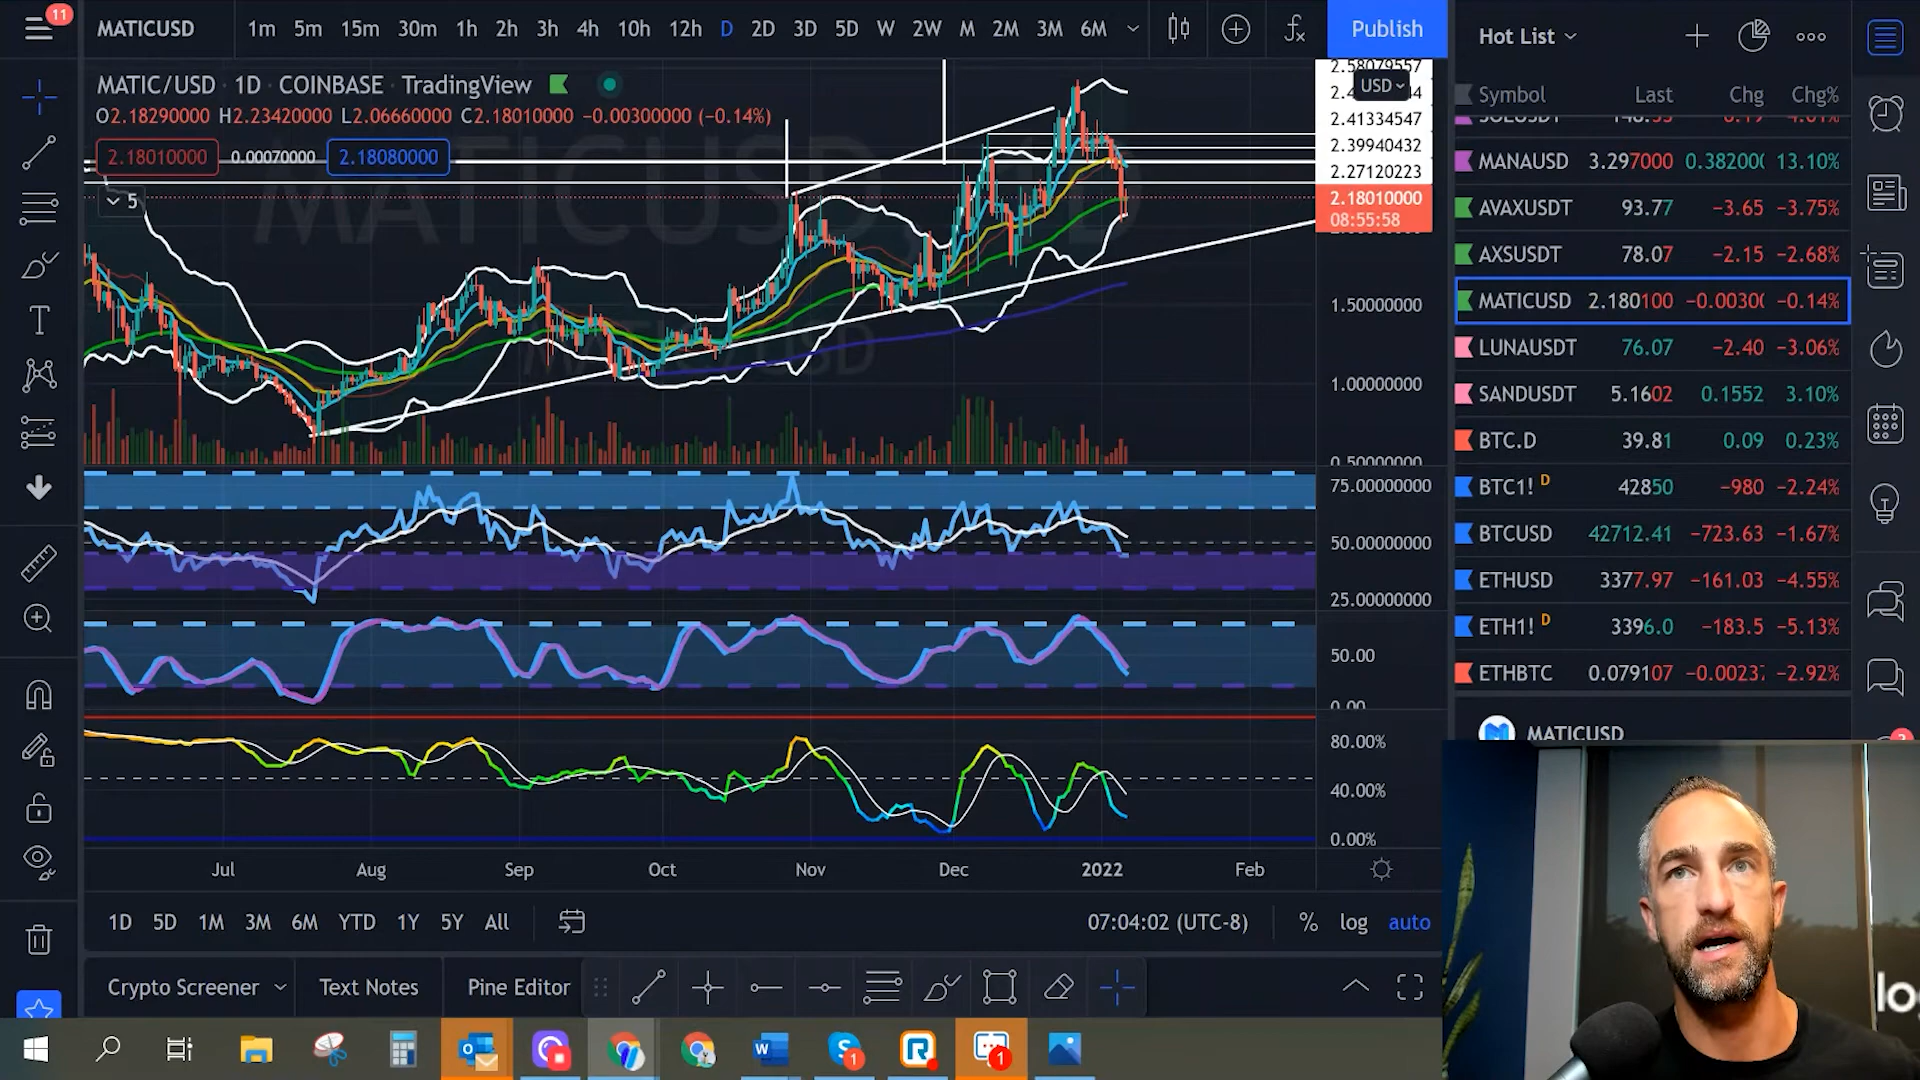 11
MATICUSD
1m 5m 15m 30m 1h 2h 3h 4h 10h 12h D 2D 3D 5D W 2W M 2M 3M 6M
Publish
Hot List
MATIC/USD · 1D · COINBASE · TradingView
O2.18290000 H2.23420000 L2.06660000 C2.18010000 −0.00300000 (−0.14%)
2.18010000 0.00070000 2.18080000
5
MATICUSD
2.58079557
USD
2.41334547
2.39940432
2.27120223
2.18010000
08:55:58
1.50000000
1.00000000
0.50000000
75.00000000
50.00000000
25.00000000
50.00
0.00
80.00%
40.00%
0.00%
Jul Aug Sep Oct Nov Dec 2022 Feb
1D 5D 1M 3M 6M YTD 1Y 5Y All
07:04:02 (UTC-8) % log auto
Crypto Screener Text Notes Pine Editor
Symbol Last Chg Chg%
SOLUSDT
MANAUSD 3.297000 0.38200( 13.10%
AVAXUSDT 93.77 −3.65 −3.75%
AXSUSDT 78.07 −2.15 −2.68%
MATICUSD 2.180100 −0.0030( −0.14%
LUNAUSDT 76.07 −2.40 −3.06%
SANDUSDT 5.1602 0.1552 3.10%
BTC.D 39.81 0.09 0.23%
BTC1! D 42850 −980 −2.24%
BTCUSD 42712.41 −723.63 −1.67%
ETHUSD 3377.97 −161.03 −4.55%
ETH1! D 3396.0 −183.5 −5.13%
ETHBTC 0.079107 −0.0023 −2.92%
MATICUSD
1
1